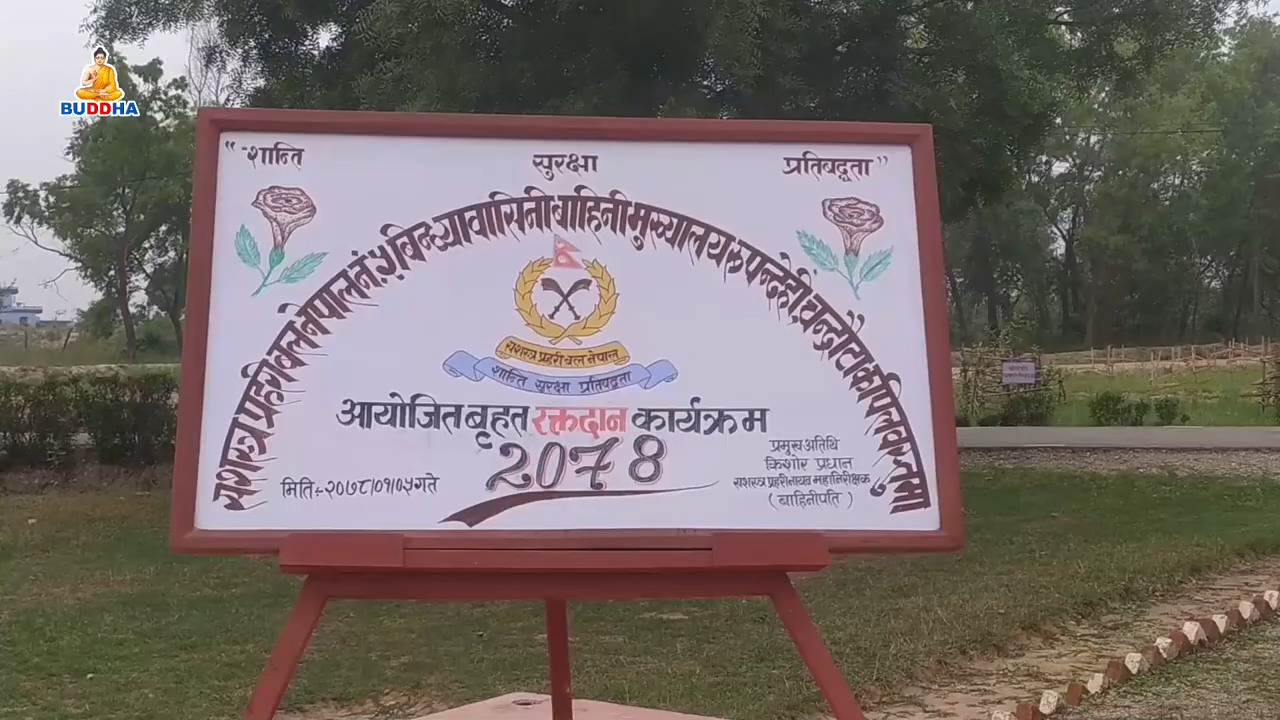 BUDDHA
“शान्ति सुरक्षा प्रतिबद्धता”
सशस्त्र प्रहरी बल नेपाल नं. ५ बिन्ध्यावासिनी बाहिनी मुख्यालय रुपन्देही, चन्द्रौटा कपिलवस्तुमा
सशस्त्र प्रहरी बल नेपाल
शान्ति सुरक्षा प्रतिबद्धता
आयोजित बृहत रक्तदान कार्यक्रम
2078
मिति:-२०७८।०१।०५ गते
प्रमुख अतिथि
किशोर प्रधान
सशस्त्र प्रहरी नायब महानिरीक्षक
(बाहिनीपति)